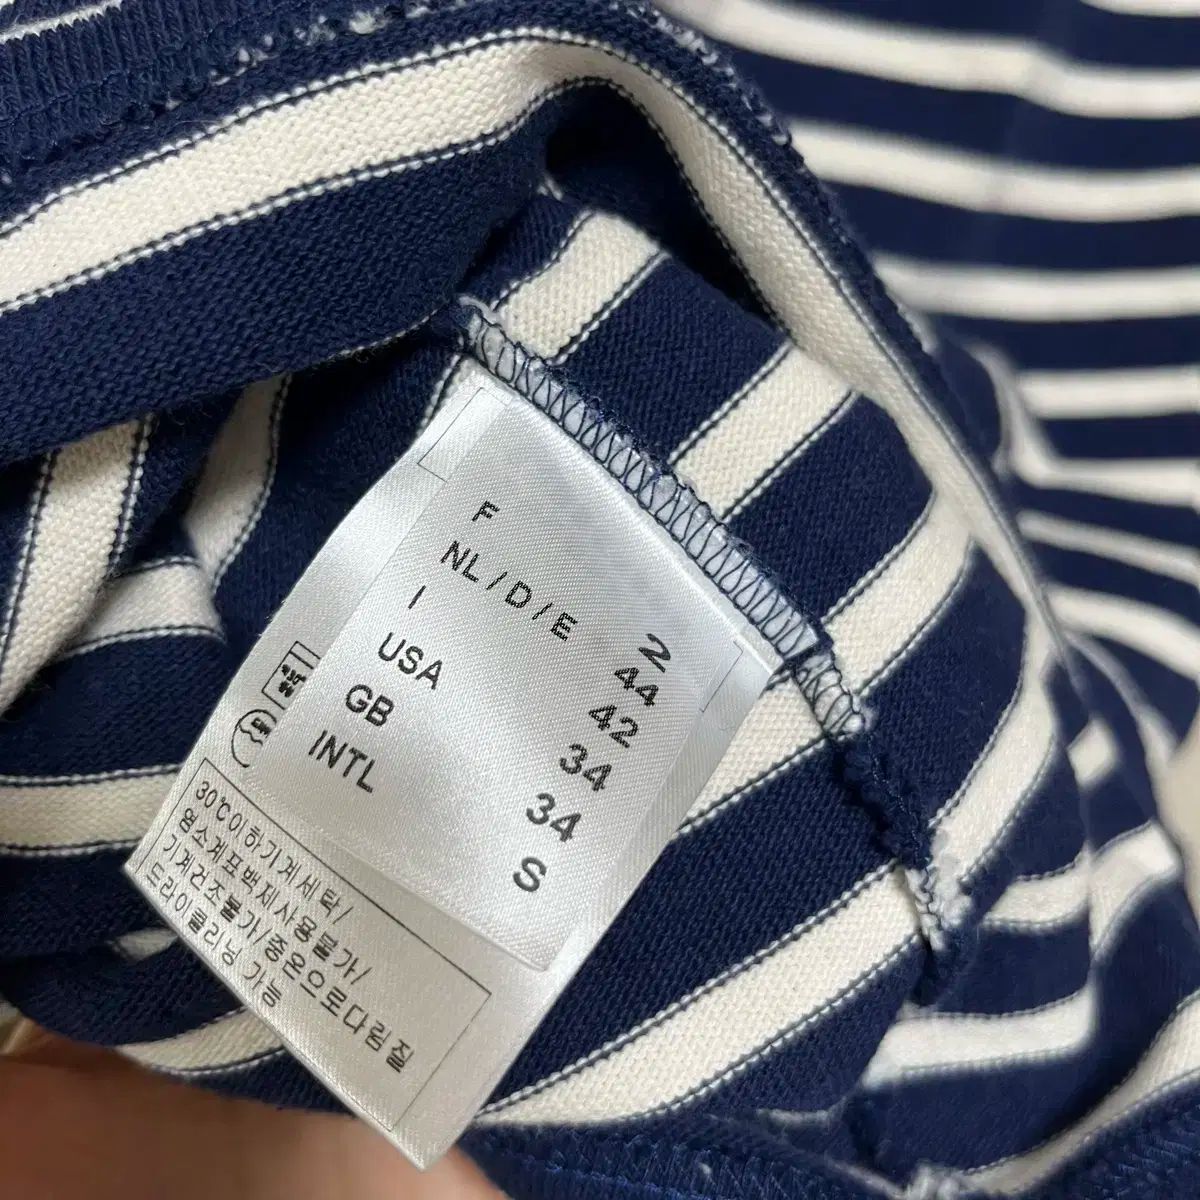 F 2
NL / D / E 44
I 42
USA 34
GB 34
INTL S
30℃이하기계세탁/
염소계표백제사용불가/
기계건조불가/중온으로다림질
드라이클리닝 가능